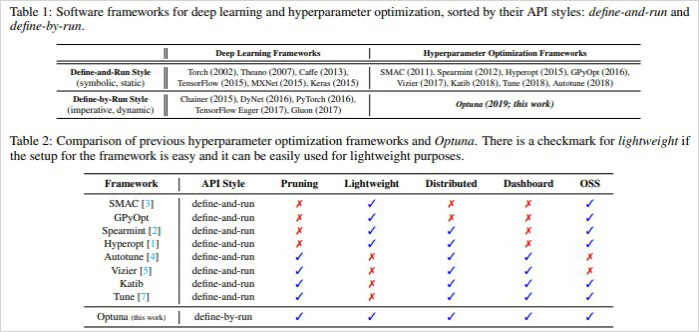 Table 1: Software frameworks for deep learning and hyperparameter optimization, sorted by their API styles: define-and-run and
define-by-run.
Deep Learning Frameworks | Hyperparameter Optimization Frameworks
Define-and-Run Style (symbolic, static) | Torch (2002), Theano (2007), Caffe (2013), TensorFlow (2015), MXNet (2015), Keras (2015) | SMAC (2011), Spearmint (2012), Hyperopt (2015), GPyOpt (2016), Vizier (2017), Katib (2018), Tune (2018), Autotune (2018)
Define-by-Run Style (imperative, dynamic) | Chainer (2015), DyNet (2016), PyTorch (2016), TensorFlow Eager (2017), Gluon (2017) | Optuna (2019; this work)
Table 2: Comparison of previous hyperparameter optimization frameworks and Optuna. There is a checkmark for lightweight if
the setup for the framework is easy and it can be easily used for lightweight purposes.
Framework | API Style Pruning Lightweight Distributed Dashboard OSS
SMAC [3] define-and-run ✗ ✓ ✗ ✗ ✓
GPyOpt define-and-run ✗ ✓ ✗ ✗ ✓
Spearmint [2] define-and-run ✗ ✓ ✓ ✗ ✓
Hyperopt [1] define-and-run ✗ ✓ ✓ ✗ ✓
Autotune [4] define-and-run ✓ ✗ ✓ ✓ ✗
Vizier [5] define-and-run ✓ ✗ ✓ ✓ ✗
Katib define-and-run ✓ ✗ ✓ ✓ ✓
Tune [7] define-and-run ✓ ✗ ✓ ✓ ✓
Optuna (this work) define-by-run ✓ ✓ ✓ ✓ ✓